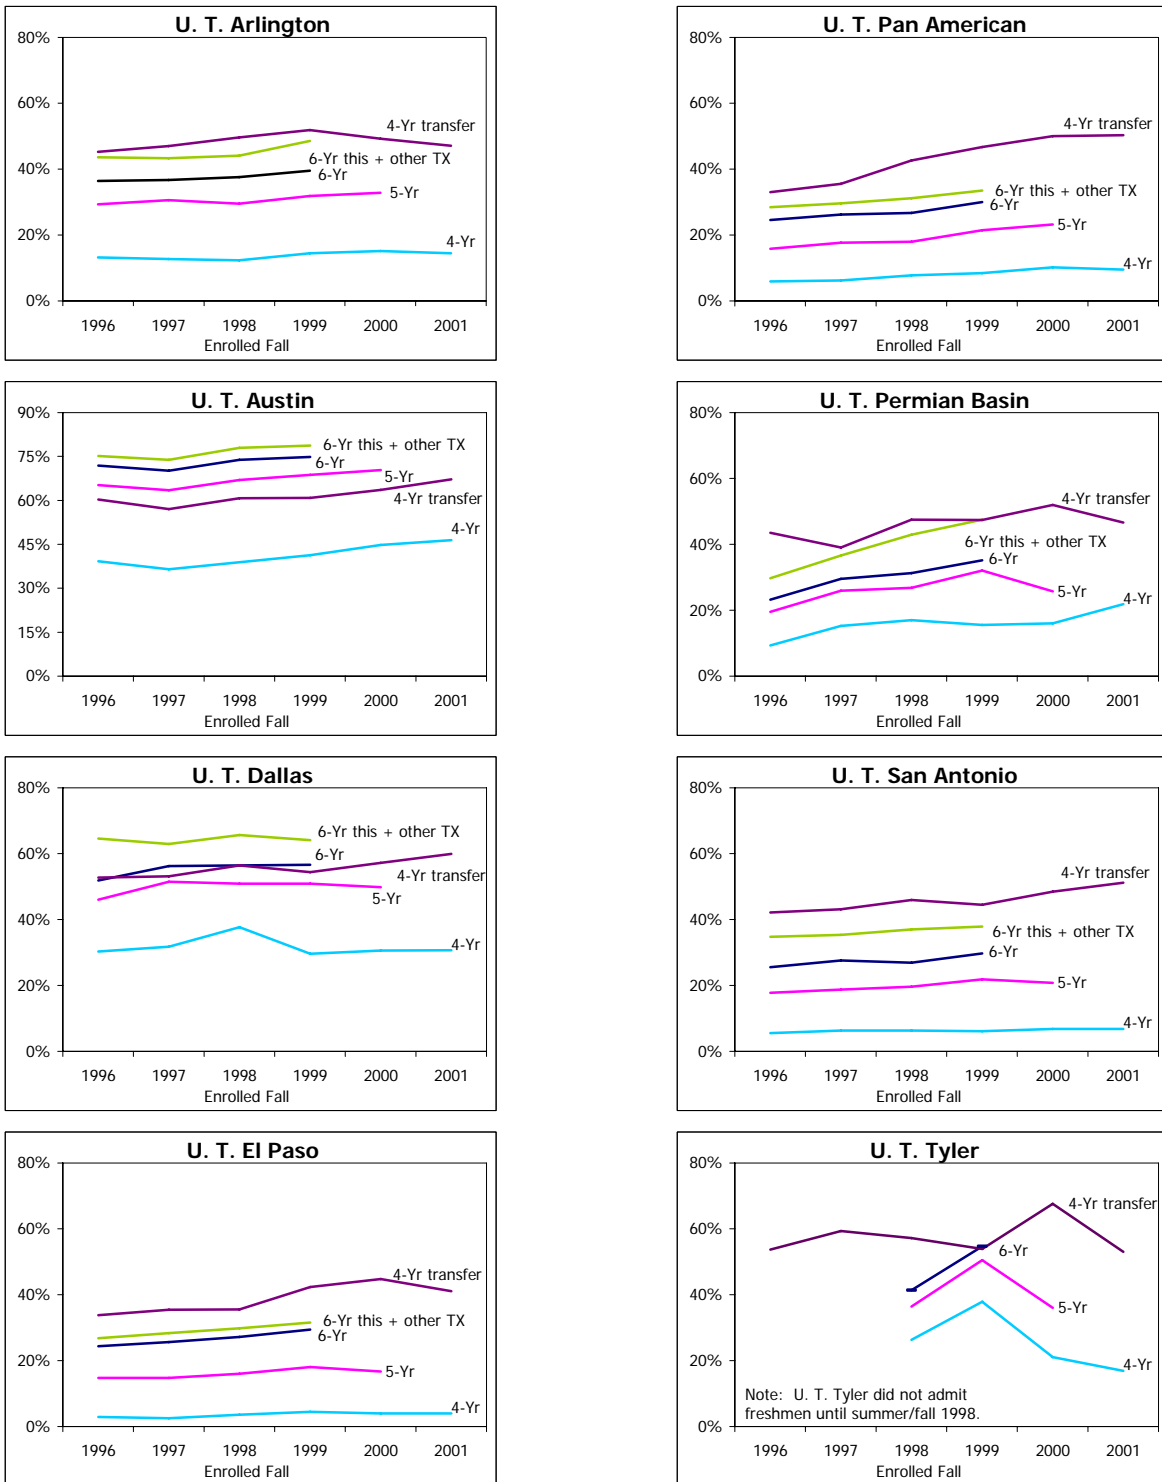 U. T. Arlington
80%
60%
40%
20%
0%
4-Yr transfer
6-Yr this + other TX
6-Yr
5-Yr
4-Yr
1996 1997 1998 1999 2000 2001
Enrolled Fall
U. T. Pan American
80%
60%
40%
20%
0%
4-Yr transfer
6-Yr this + other TX
6-Yr
5-Yr
4-Yr
1996 1997 1998 1999 2000 2001
Enrolled Fall
U. T. Austin
90%
75%
60%
45%
30%
15%
0%
6-Yr this + other TX
6-Yr
5-Yr
4-Yr transfer
4-Yr
1996 1997 1998 1999 2000 2001
Enrolled Fall
U. T. Permian Basin
80%
60%
40%
20%
0%
4-Yr transfer
6-Yr this + other TX
6-Yr
5-Yr
4-Yr
1996 1997 1998 1999 2000 2001
Enrolled Fall
U. T. Dallas
80%
60%
40%
20%
0%
6-Yr this + other TX
6-Yr
4-Yr transfer
5-Yr
4-Yr
1996 1997 1998 1999 2000 2001
Enrolled Fall
U. T. San Antonio
80%
60%
40%
20%
0%
4-Yr transfer
6-Yr this + other TX
6-Yr
5-Yr
4-Yr
1996 1997 1998 1999 2000 2001
Enrolled Fall
U. T. El Paso
80%
60%
40%
20%
0%
4-Yr transfer
6-Yr this + other TX
6-Yr
5-Yr
4-Yr
1996 1997 1998 1999 2000 2001
Enrolled Fall
U. T. Tyler
80%
60%
40%
20%
0%
4-Yr transfer
6-Yr
5-Yr
4-Yr
Note: U. T. Tyler did not admit
freshmen until summer/fall 1998.
1996 1997 1998 1999 2000 2001
Enrolled Fall